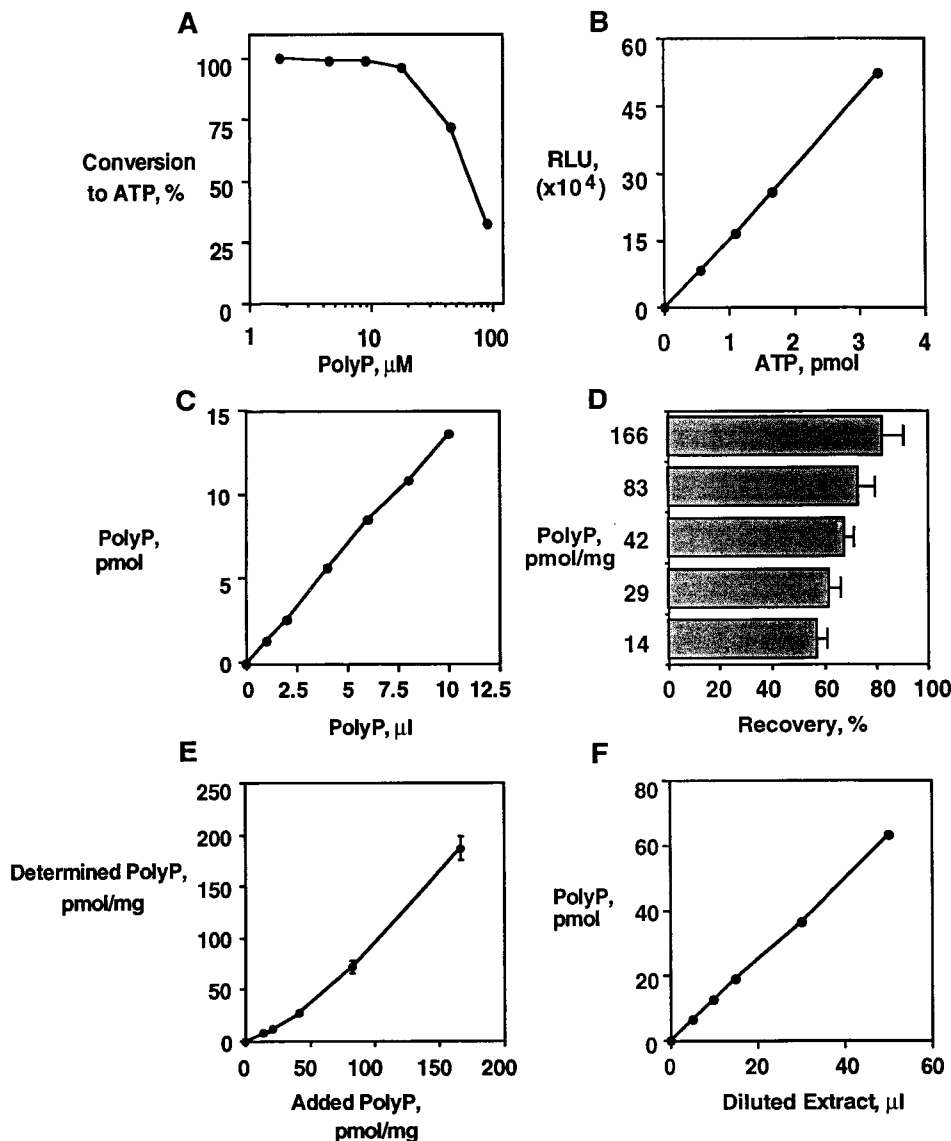 A
100
75
50
25
0
Conversion
to ATP, %
1
10
100
PolyP, μM
B
60
45
30
15
0
RLU,
(x10⁴)
0
1
2
3
4
ATP, pmol
C
15
10
5
0
PolyP,
pmol
0
2.5
5
7.5
10
12.5
PolyP, μl
D
166
83
42
29
14
PolyP,
pmol/mg
0
20
40
60
80
100
Recovery, %
E
250
200
150
100
50
0
Determined PolyP,
pmol/mg
0
50
100
150
200
Added PolyP,
pmol/mg
F
80
60
40
20
0
PolyP,
pmol
0
20
40
60
Diluted Extract, μl